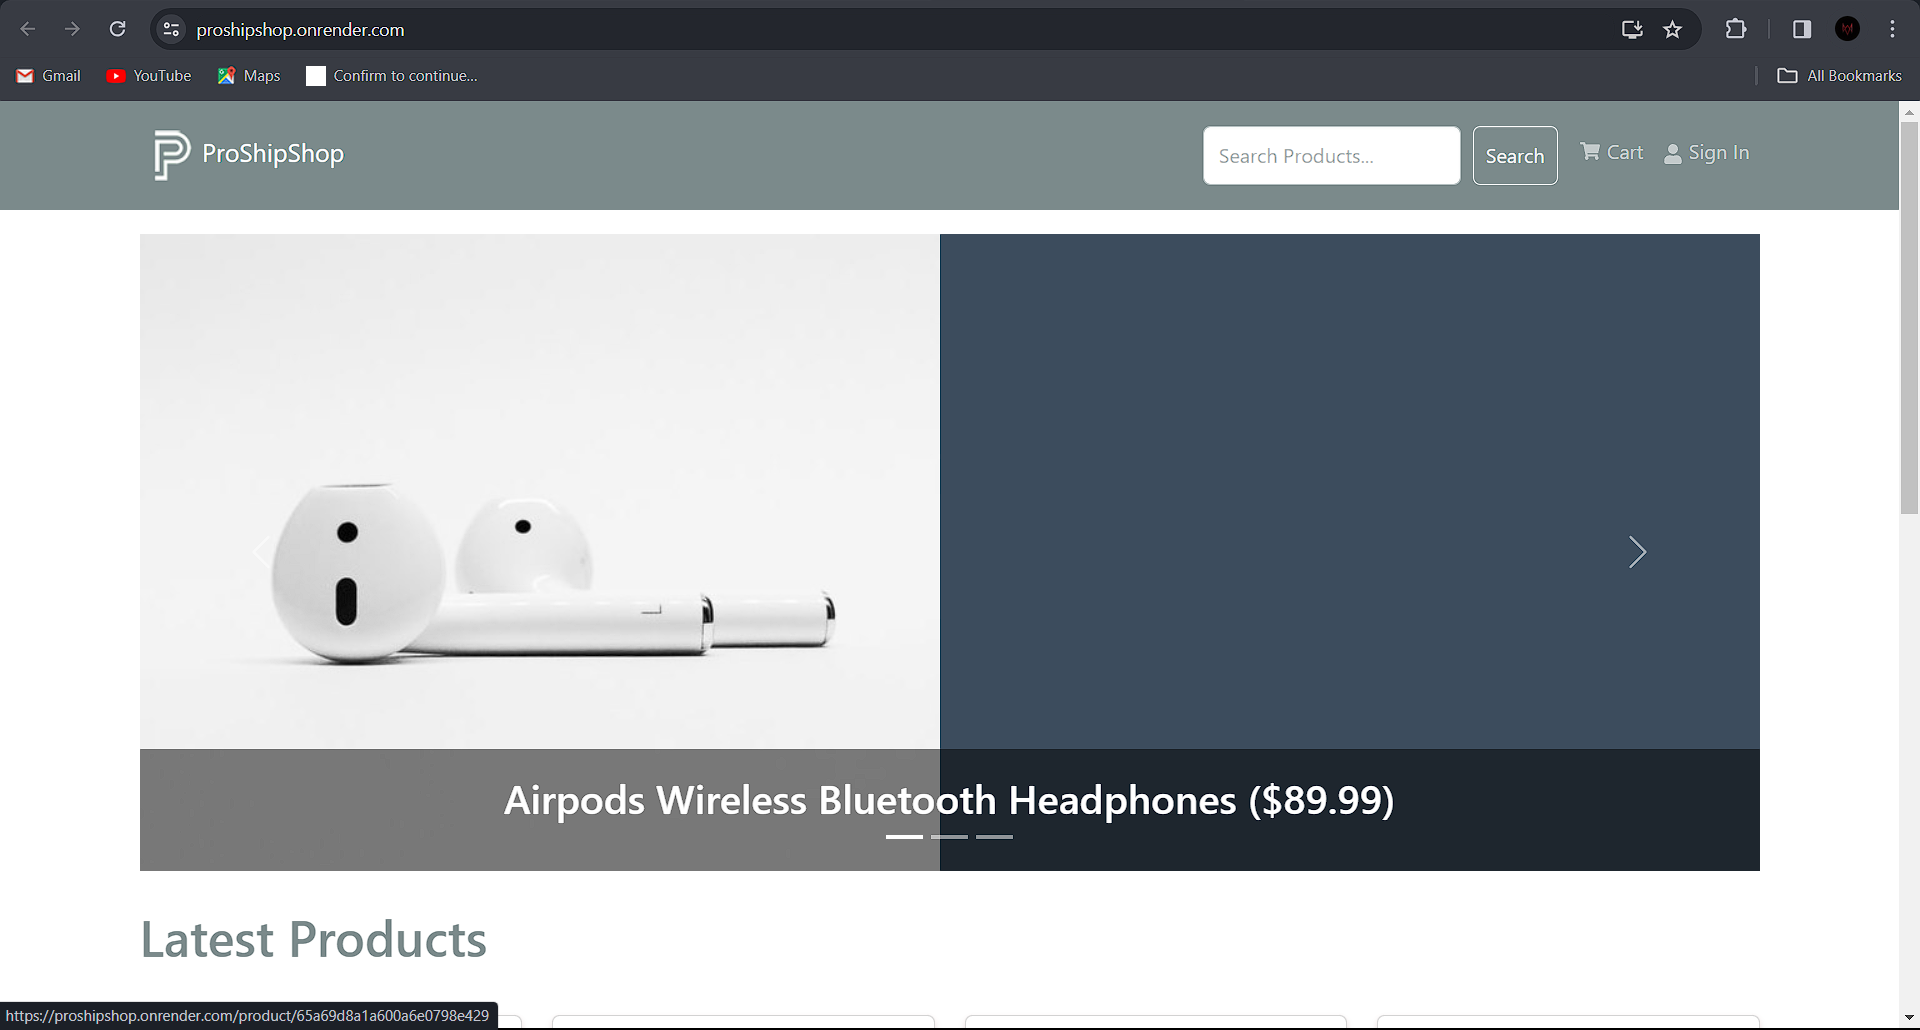 proshipshop.onrender.com
Gmail YouTube Maps Confirm to continue... All Bookmarks
ProShipShop Search Products... Search Cart Sign In
Airpods Wireless Bluetooth Headphones ($89.99)
Latest Products
https://proshipshop.onrender.com/product/65a69d8a1a600a6e0798e429